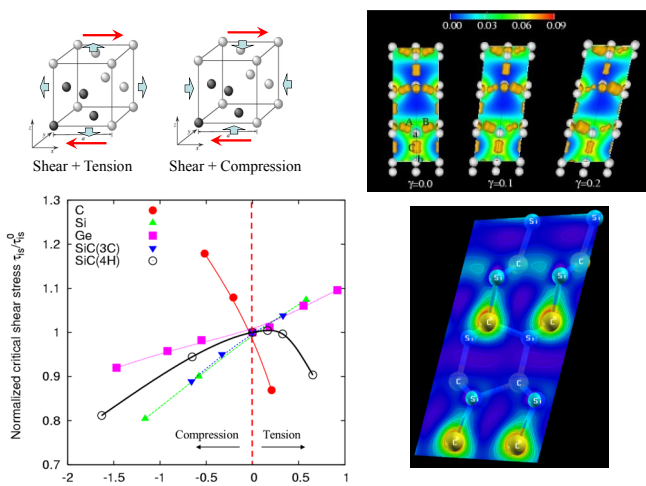 Shear + Tension
Shear + Compression
0.00 0.03 0.06 0.09
A B
C
γ=0.0 γ=0.1 γ=0.2
Normalized critical shear stress τis/τis0
1.3
1.2
1.1
1
0.9
0.8
0.7
C
Si
Ge
SiC(3C)
SiC(4H)
Compression
Tension
-2 -1.5 -1 -0.5 0 0.5 1
Si Si
C C
Si Si
C C
Si Si
C C
Si Si
C C